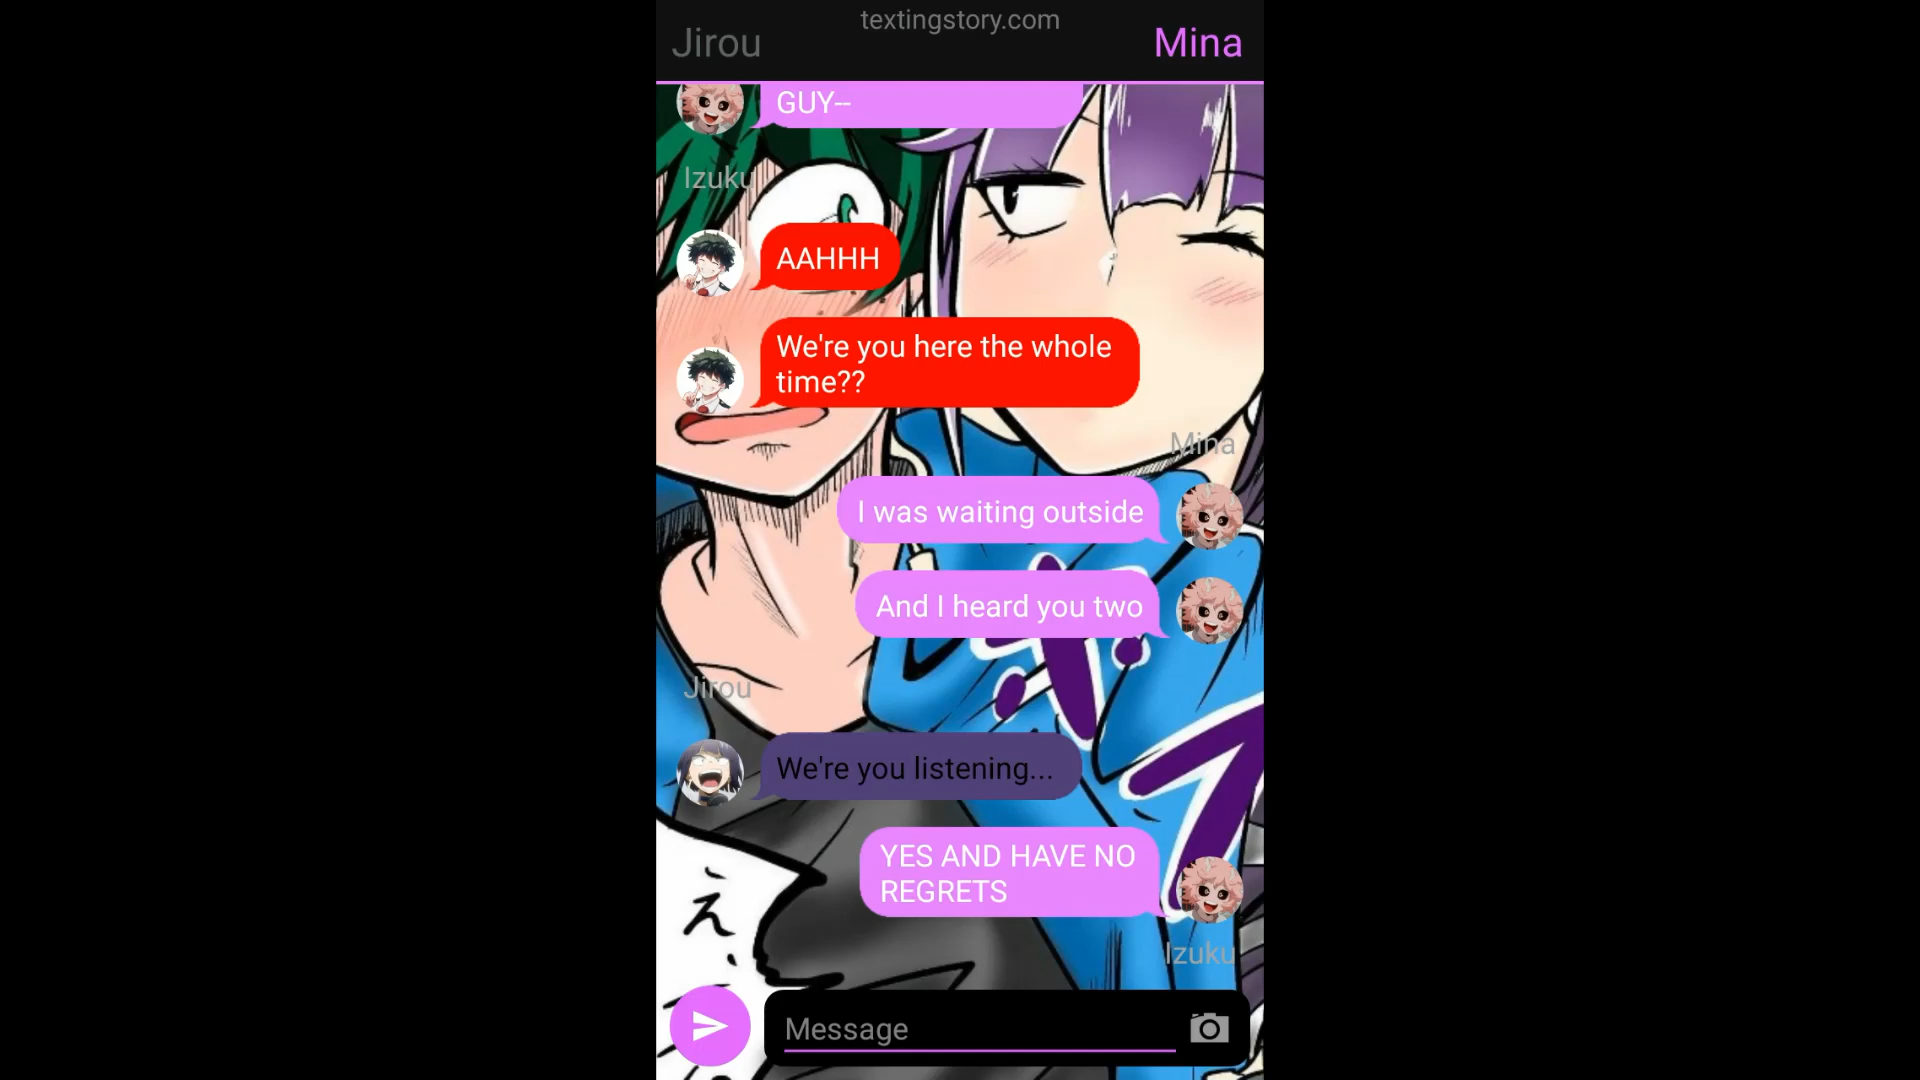 textingstory.com
Jirou
Mina
GUY--
Izuku
AAHHH
We're you here the whole
time??
Mina
I was waiting outside
And I heard you two
Jirou
We're you listening...
YES AND HAVE NO
REGRETS
Izuku
え、
Message